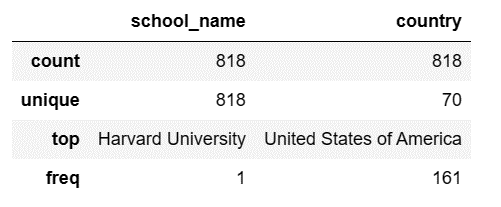 school_name country
count 818 818
unique 818 70
top Harvard University United States of America
freq 1 161